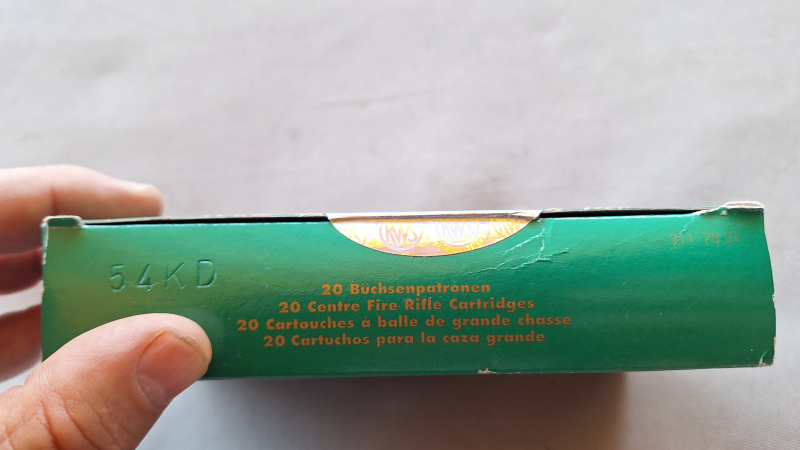 RWS
54KD
20 Büchsenpatronen
20 Centre Fire Rifle Cartridges
20 Cartouches à balle de grande chasse
20 Cartuchos para la caza grande